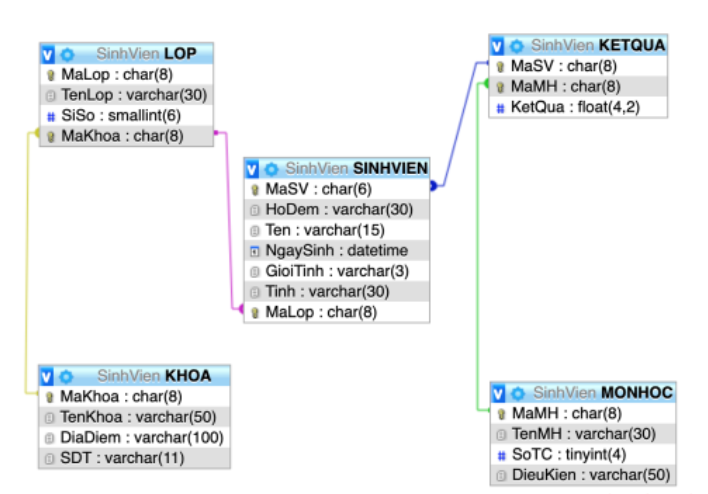 SinhVien LOP
MaLop : char(8)
TenLop : varchar(30)
SiSo : smallint(6)
MaKhoa : char(8)
SinhVien KETQUA
MaSV : char(8)
MaMH : char(8)
KetQua : float(4,2)
SinhVien SINHVIEN
MaSV : char(6)
HoDem : varchar(30)
Ten : varchar(15)
NgaySinh : datetime
GioiTinh : varchar(3)
Tinh : varchar(30)
MaLop : char(8)
SinhVien KHOA
MaKhoa : char(8)
TenKhoa : varchar(50)
DiaDiem : varchar(100)
SDT : varchar(11)
SinhVien MONHOC
MaMH : char(8)
TenMH : varchar(30)
SoTC : tinyint(4)
DieuKien : varchar(50)